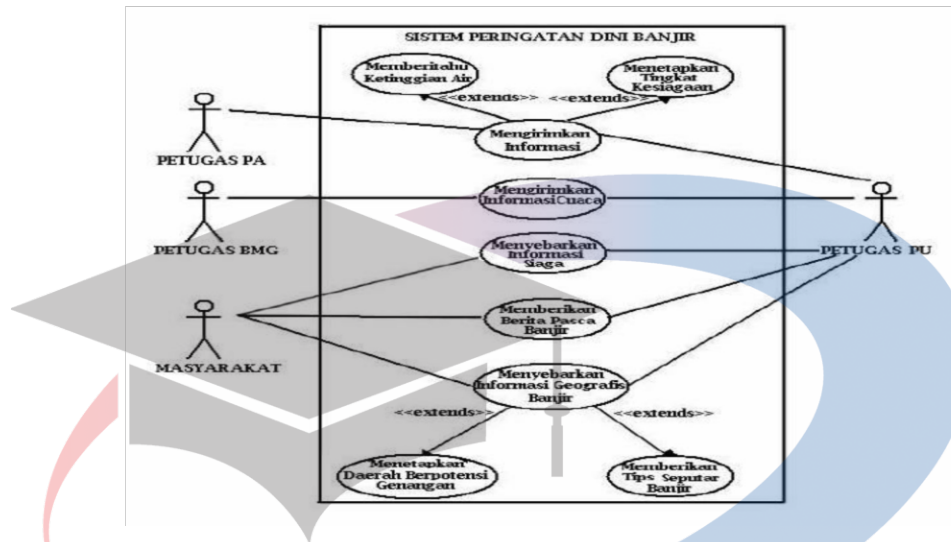 SISTEM PERINGATAN DINI BANJIR
Memberitahu
Ketinggian Air
Menetapkan
Tingkat
Kesiagaan
<<extends>>
<<extends>>
Mengirimkan
Informasi
PETUGAS PA
Mengirimkan
Informasi Cuaca
PETUGAS BMG
PETUGAS PU
Menyebarkan
Informasi
Siaga
Memberikan
Berita Pasca
Banjir
MASYARAKAT
Menyebarkan
Informasi Geografis
Banjir
<<extends>>
<<extends>>
Menetapkan
Daerah Berpotensi
Genangan
Memberikan
Tips Seputar
Banjir